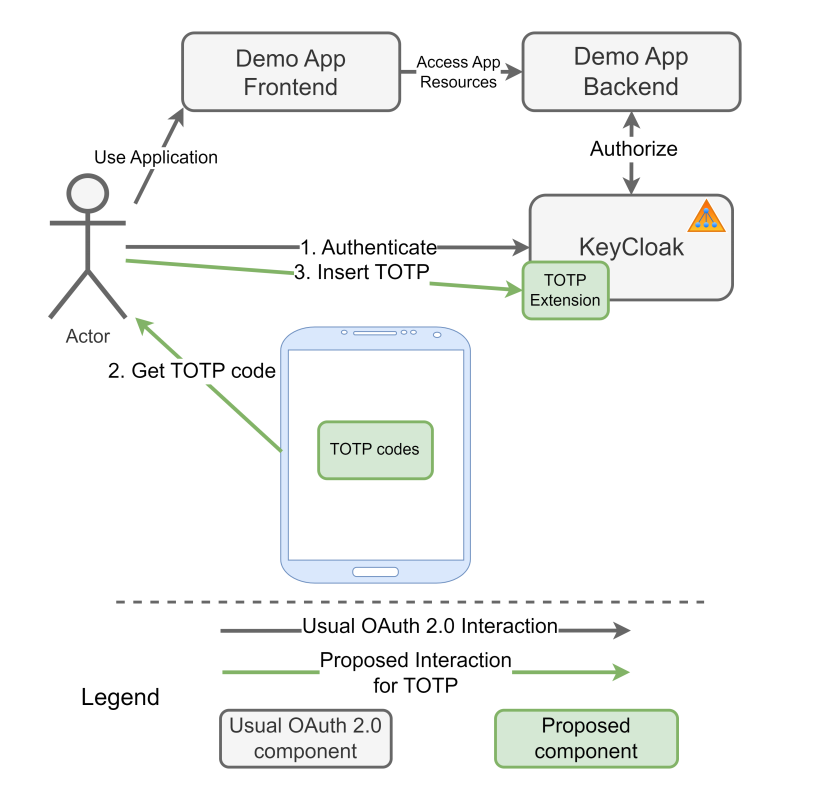 Demo App
Frontend
Access App
Resources
Demo App
Backend
Use Application
Authorize
1. Authenticate
KeyCloak
3. Insert TOTP
TOTP
Extension
Actor
2. Get TOTP code
TOTP codes
Usual OAuth 2.0 Interaction
Proposed Interaction
for TOTP
Legend
Usual OAuth 2.0
component
Proposed
component